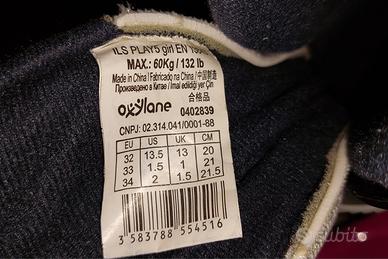 ILS PLAY5 girl EN
MAX.: 60Kg / 132 lb
Made in China / Fabricado na China / 中国制造
Произведено в Китае / Imal edildiği yer Çin
合格品
oxylane 0402839
CNPJ: 02.314.041/0001-88
EU US UK CM
32 13.5 13 20
33 1.5 1 21
34 2 1.5 21.5
3 583788 554516
subito